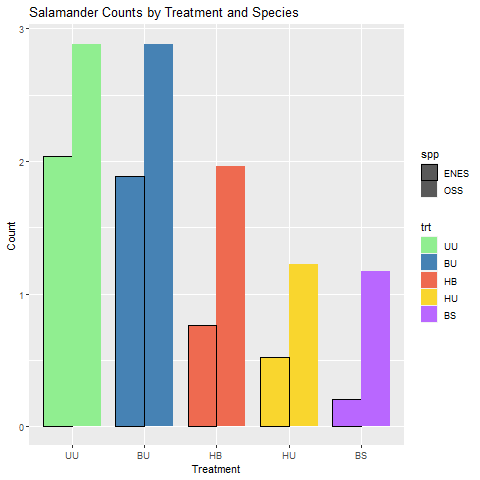 Salamander Counts by Treatment and Species
3
2
1
0
Count
UU BU HB HU BS
Treatment
spp
ENES
OSS
trt
UU
BU
HB
HU
BS